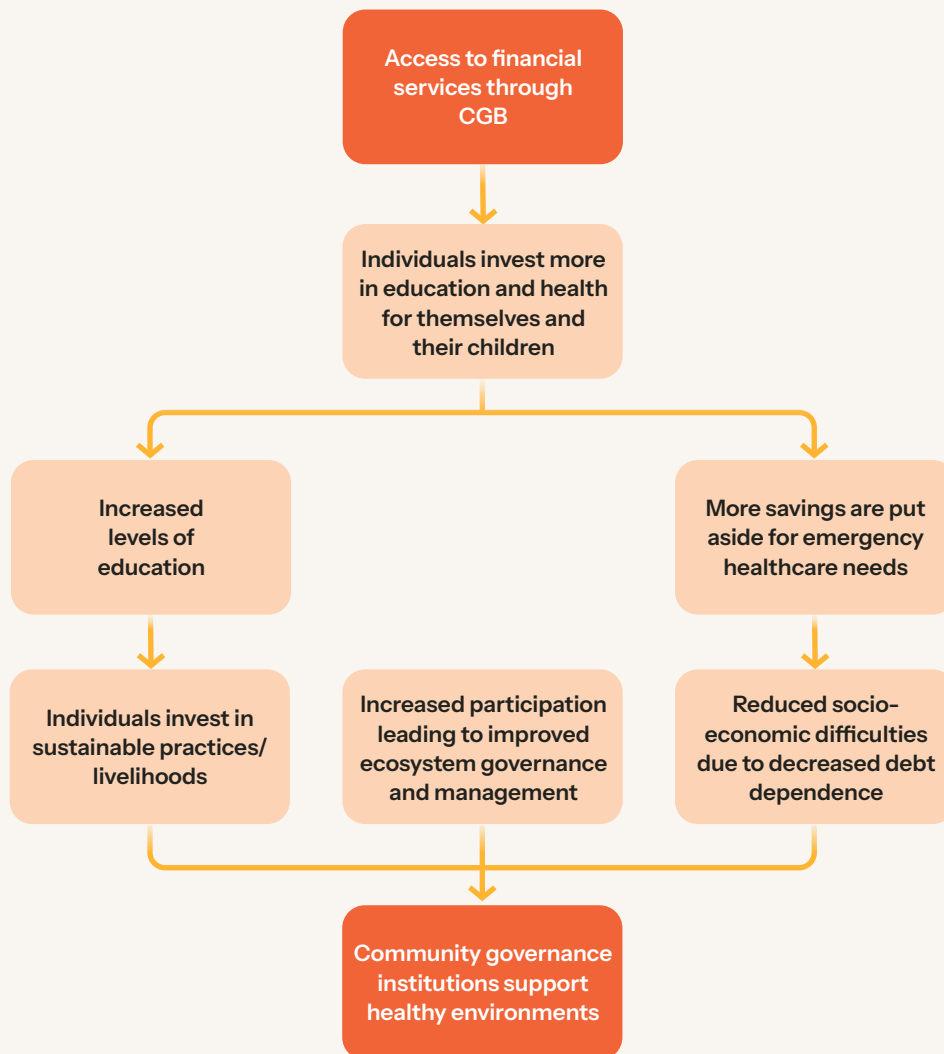 Access to financial
services through
CGB
Individuals invest more
in education and health
for themselves and
their children
Increased
levels of
education
More savings are put
aside for emergency
healthcare needs
Individuals invest in
sustainable practices/
livelihoods
Increased participation
leading to improved
ecosystem governance
and management
Reduced socio-
economic difficulties
due to decreased debt
dependence
Community governance
institutions support
healthy environments